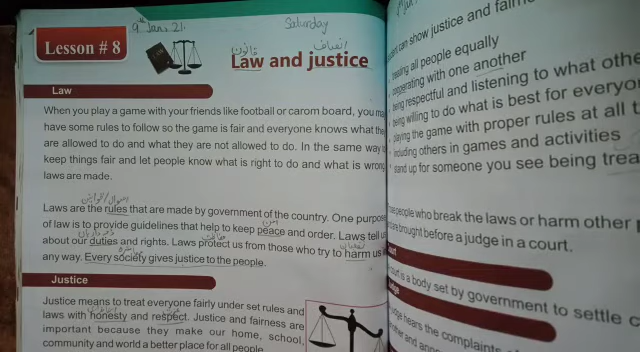 9th Jan, 21.
Saturday
Lesson # 8
قانون انصاف
Law and justice
Law
When you play a game with your friends like football or carom board, you may
have some rules to follow so the game is fair and everyone knows what they
are allowed to do and what they are not allowed to do. In the same way
keep things fair and let people know what is right to do and what is wrong
laws are made.
Laws are the rules that are made by government of the country. One purpose
of law is to provide guidelines that help to keep peace and order. Laws tell
about our duties and rights. Laws protect us from those who try to harm us
any way. Every society gives justice to the people.
Justice
Justice means to treat everyone fairly under set rules and
laws with honesty and respect. Justice and fairness are
important because they make our home, school,
community and world a better place for all people.
can show justice and
treating all people equally
cooperating with one another
being respectful and listening to what
being willing to do what is best for
playing the game with proper rules at all
including others in games and activities
stand up for someone you see being
people who break the laws or harm other
are brought before a judge in a court.
court is a body set by government to settle
judge hears the complaints